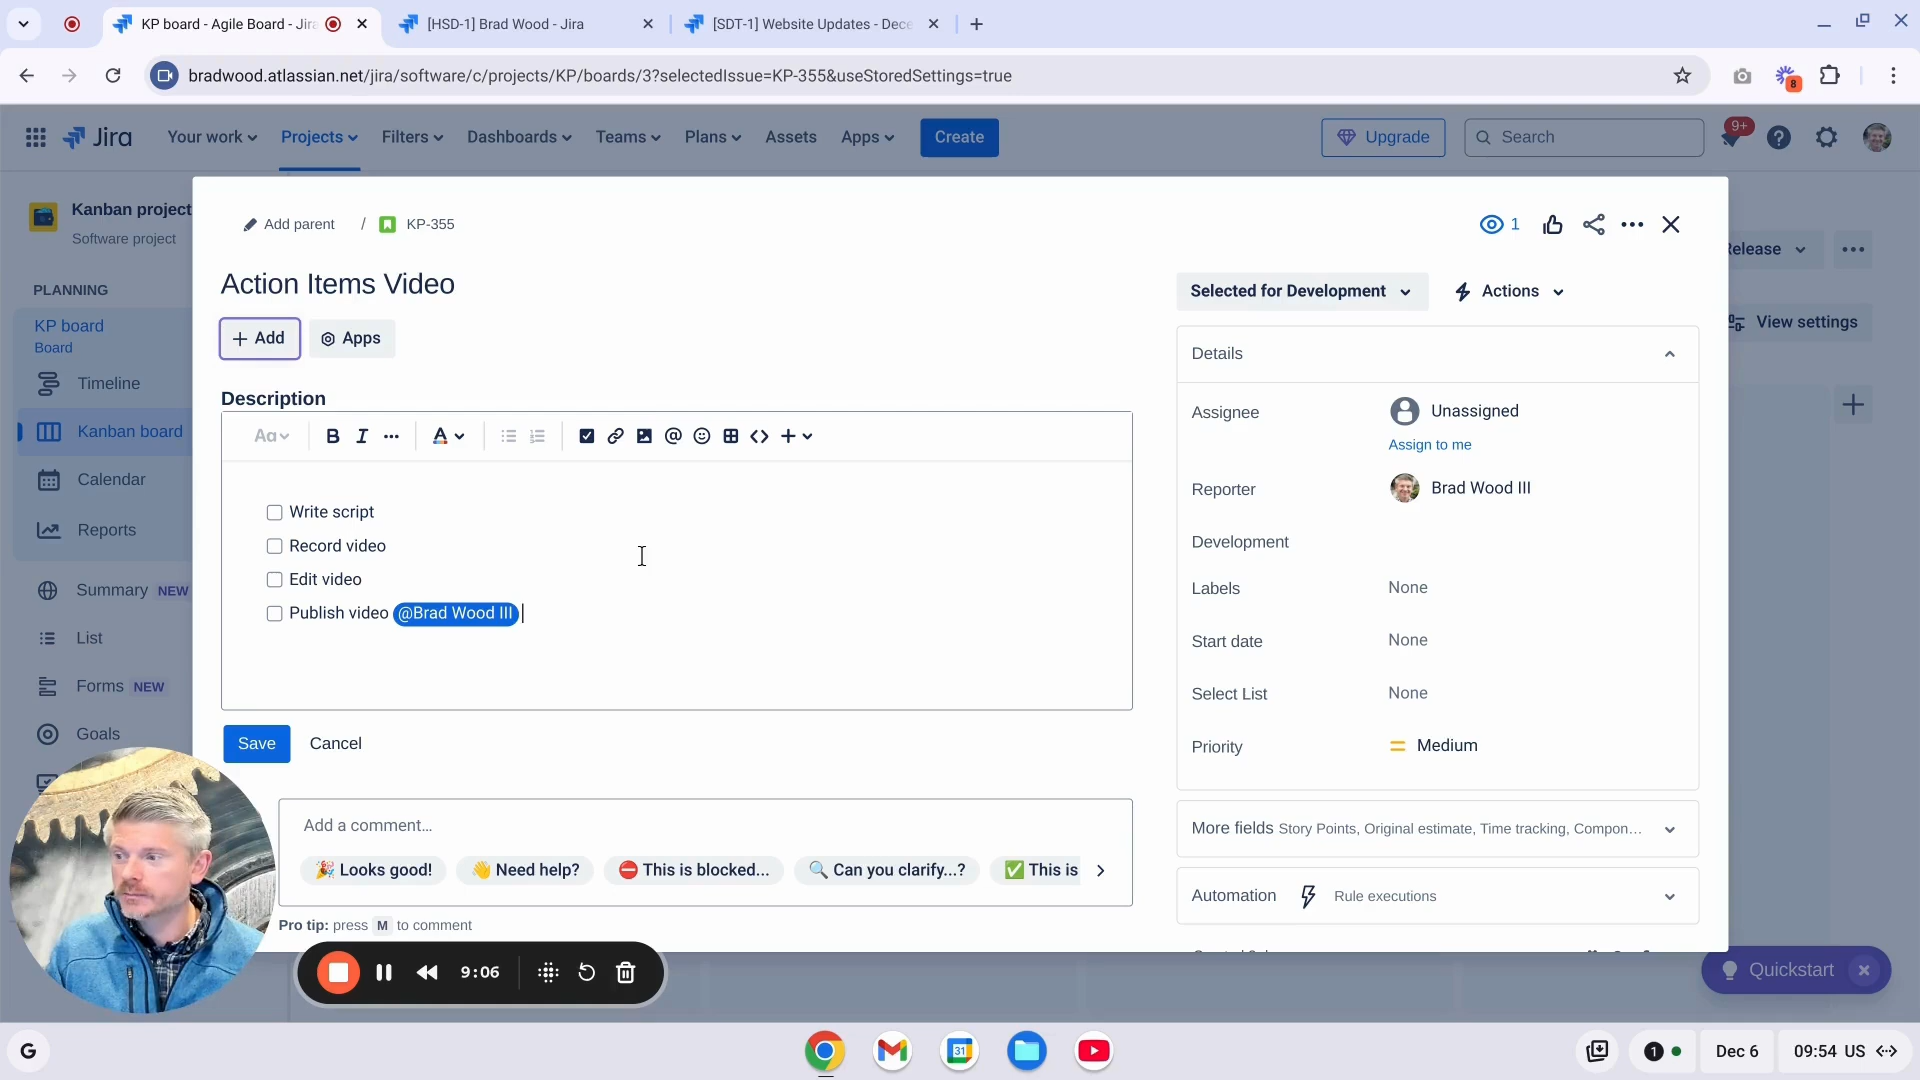 KP board - Agile Board - Jira
[HSD-1] Brad Wood - Jira
[SDT-1] Website Updates - Dece
bradwood.atlassian.net/jira/software/c/projects/KP/boards/3?selectedIssue=KP-355&useStoredSettings=true
8
Jira
Your work
Projects
Filters
Dashboards
Teams
Plans
Assets
Apps
Create
Upgrade
Search
9+
Kanban project
Software project
Add parent / KP-355
1
Release
Action Items Video
Selected for Development
Actions
PLANNING
KP board
Board
+ Add
Apps
View settings
Timeline
Details
Description
Kanban board
Assignee
Unassigned
Assign to me
Aa
B I A @
Calendar
Reporter
Brad Wood III
Write script
Reports
Record video
Development
Edit video
Summary NEW
Labels
None
Publish video @Brad Wood III
List
Start date
None
Forms NEW
Select List
None
Goals
Save
Cancel
Priority
Medium
Add a comment…
More fields Story Points, Original estimate, Time tracking, Compon…
🎉 Looks good!
👋 Need help?
⛔ This is blocked...
🔍 Can you clarify...?
✅ This is
Automation
Rule executions
Pro tip: press M to comment
9:06
Quickstart
G
31
1
Dec 6
09:54 US